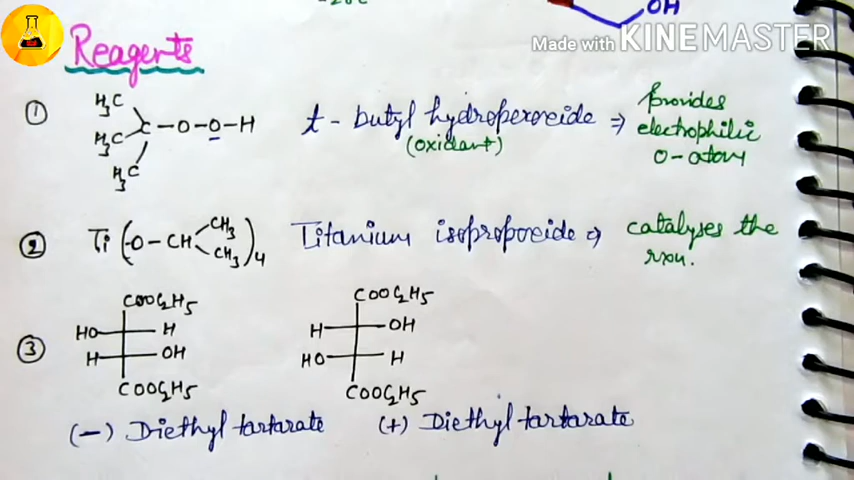 -20c
OH
Made with KINEMASTER
Reagents
① H3C
H3C C-O-O-H
H3C
t-butyl hydroperoxide ⇒ provides
(oxidant) electrophilic
O-atom
② Ti(-O-CH CH3 CH3)4 Titanium isopropoxide ⇒ catalyses the
rxn.
③ COOC2H5 COOC2H5
HO H H OH
H OH HO H
COOC2H5 COOC2H5
(-) Diethyl tartarate (+) Diethyl tartarate